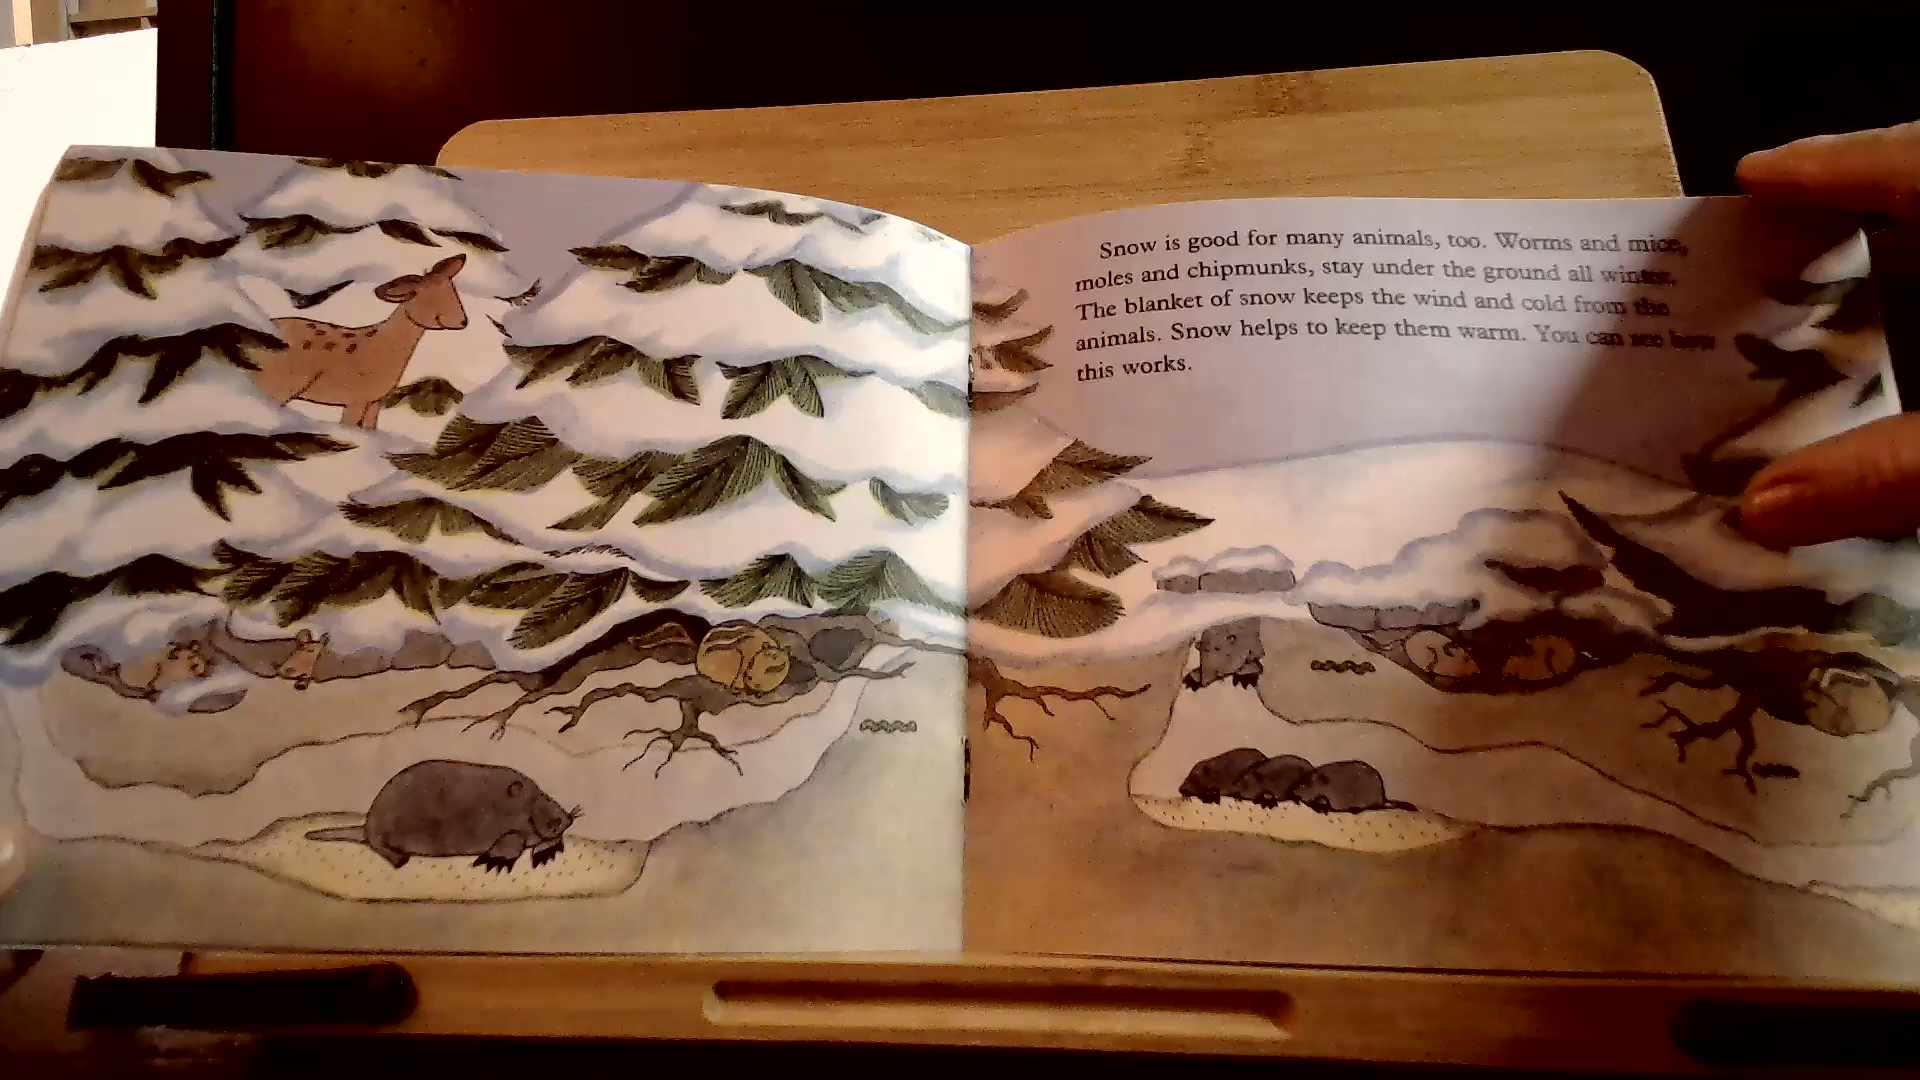 Snow is good for many animals, too. Worms and mice,
moles and chipmunks, stay under the ground all winter.
The blanket of snow keeps the wind and cold from the
animals. Snow helps to keep them warm. You can see how
this works.